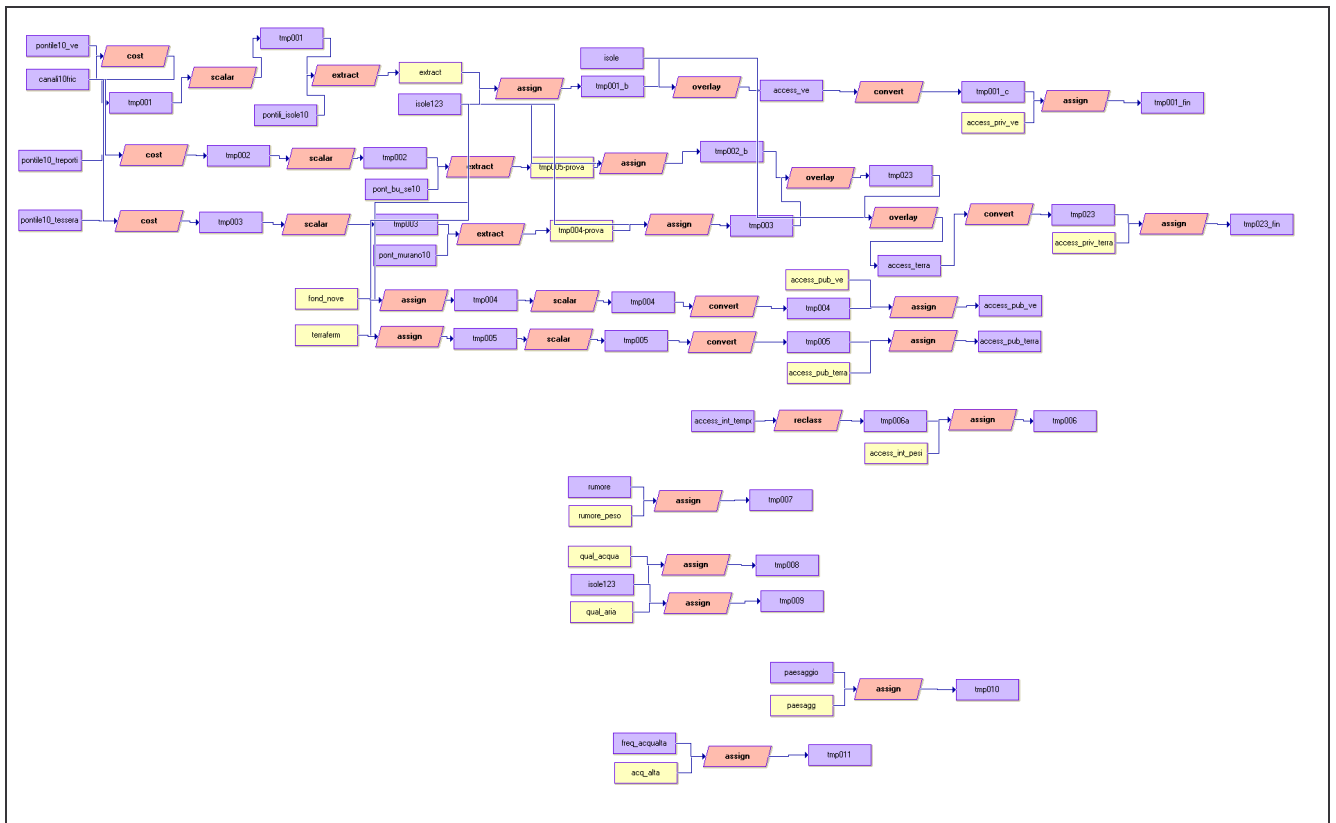 pontile10_ve
cost
tmp001
canali10tric
scalar
tmp001
extract
extract
isole123
pontili_isole10
assign
isole
tmp001_b
overlay
access_ve
convert
tmp001_c
access_priv_ve
assign
tmp001_fin
pontile10_treporti
cost
tmp002
scalar
tmp002
pont_bu_se10
extract
tmp005-prova
assign
tmp002_b
overlay
tmp023
pontile10_tessera
cost
tmp003
scalar
tmp003
pont_murano10
extract
tmp004-prova
assign
tmp003
overlay
access_terra
convert
tmp023
access_priv_terra
assign
tmp023_fin
fond_nove
assign
tmp004
scalar
tmp004
convert
access_pub_ve
tmp004
assign
access_pub_ve
terraferm
assign
tmp005
scalar
tmp005
convert
tmp005
access_pub_terra
assign
access_pub_terra
access_int_tempo
reclass
tmp006a
access_int_pesi
assign
tmp006
rumore
rumore_peso
assign
tmp007
qual_acqua
isole123
qual_aria
assign
tmp008
assign
tmp009
paesaggio
paesagg
assign
tmp010
freq_acqualta
acq_alta
assign
tmp011